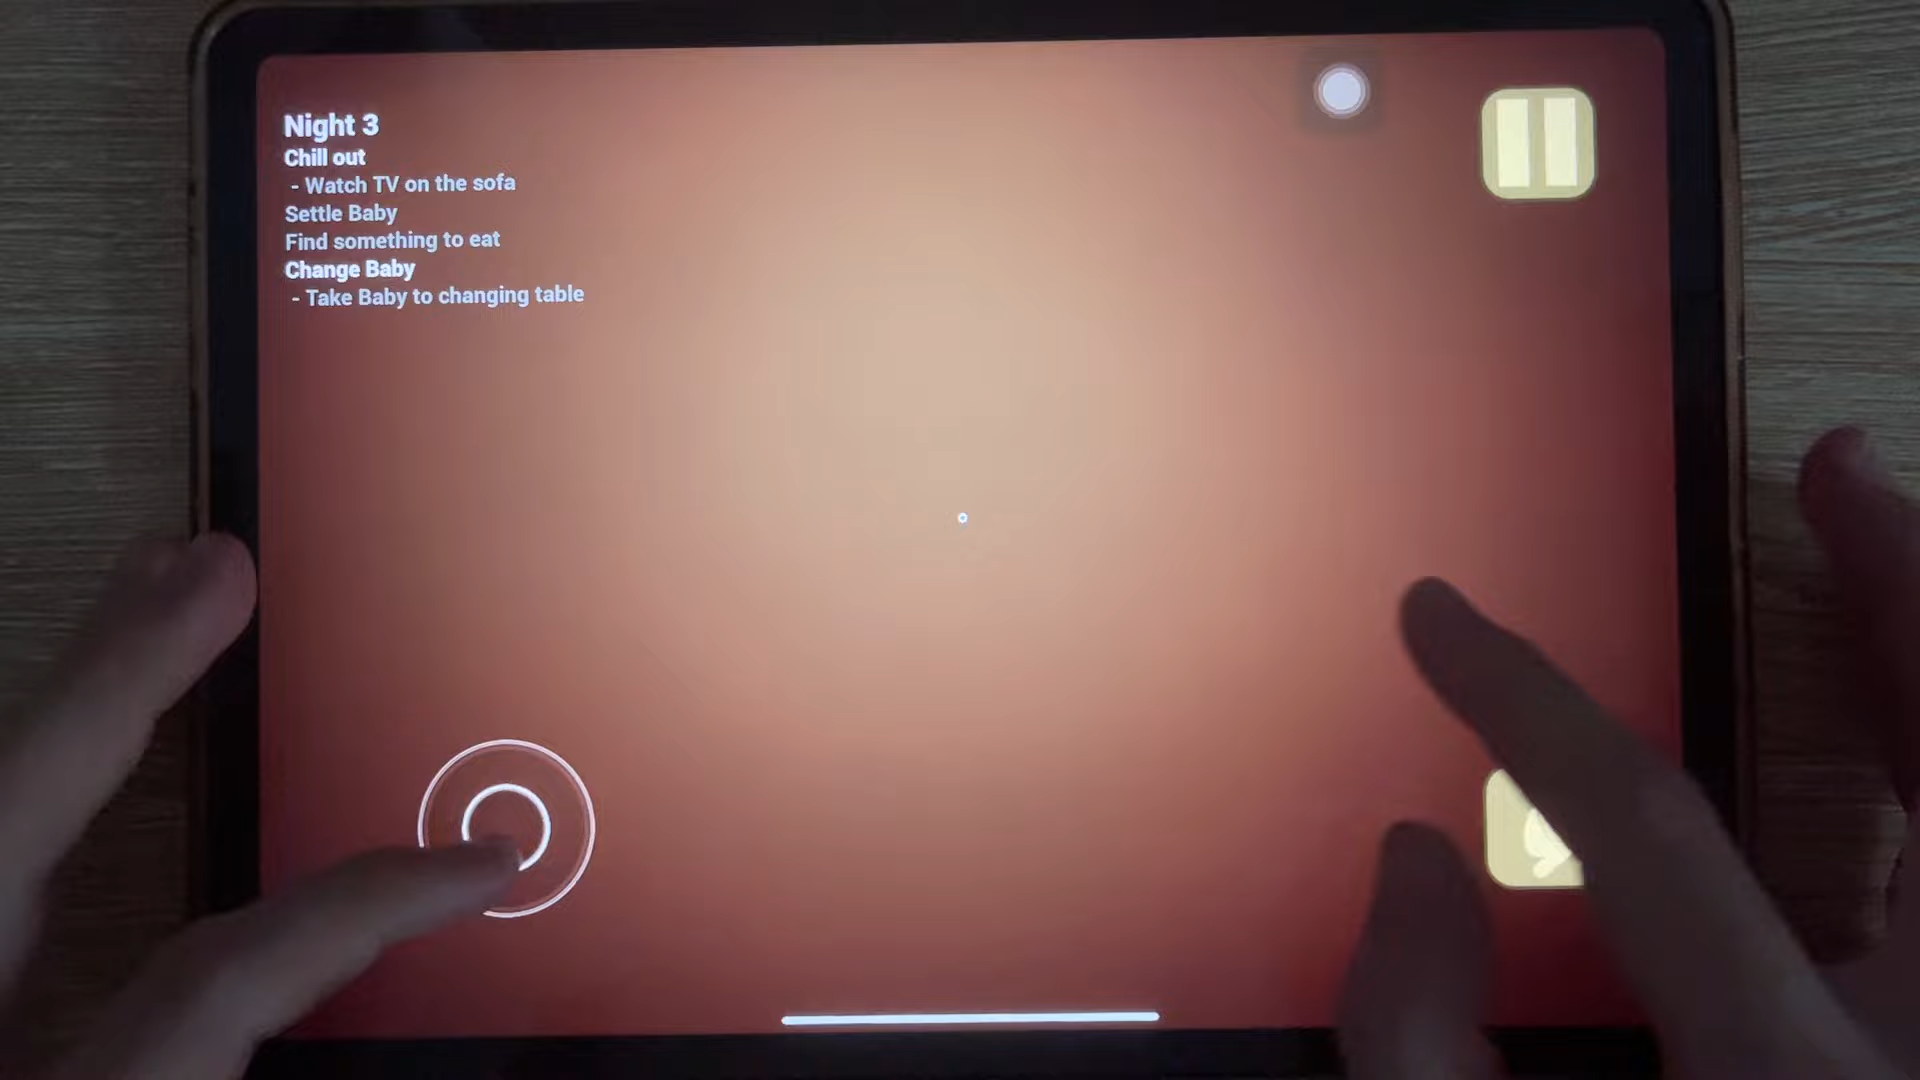 Night 3
Chill out
- Watch TV on the sofa
Settle Baby
Find something to eat
Change Baby
- Take Baby to changing table